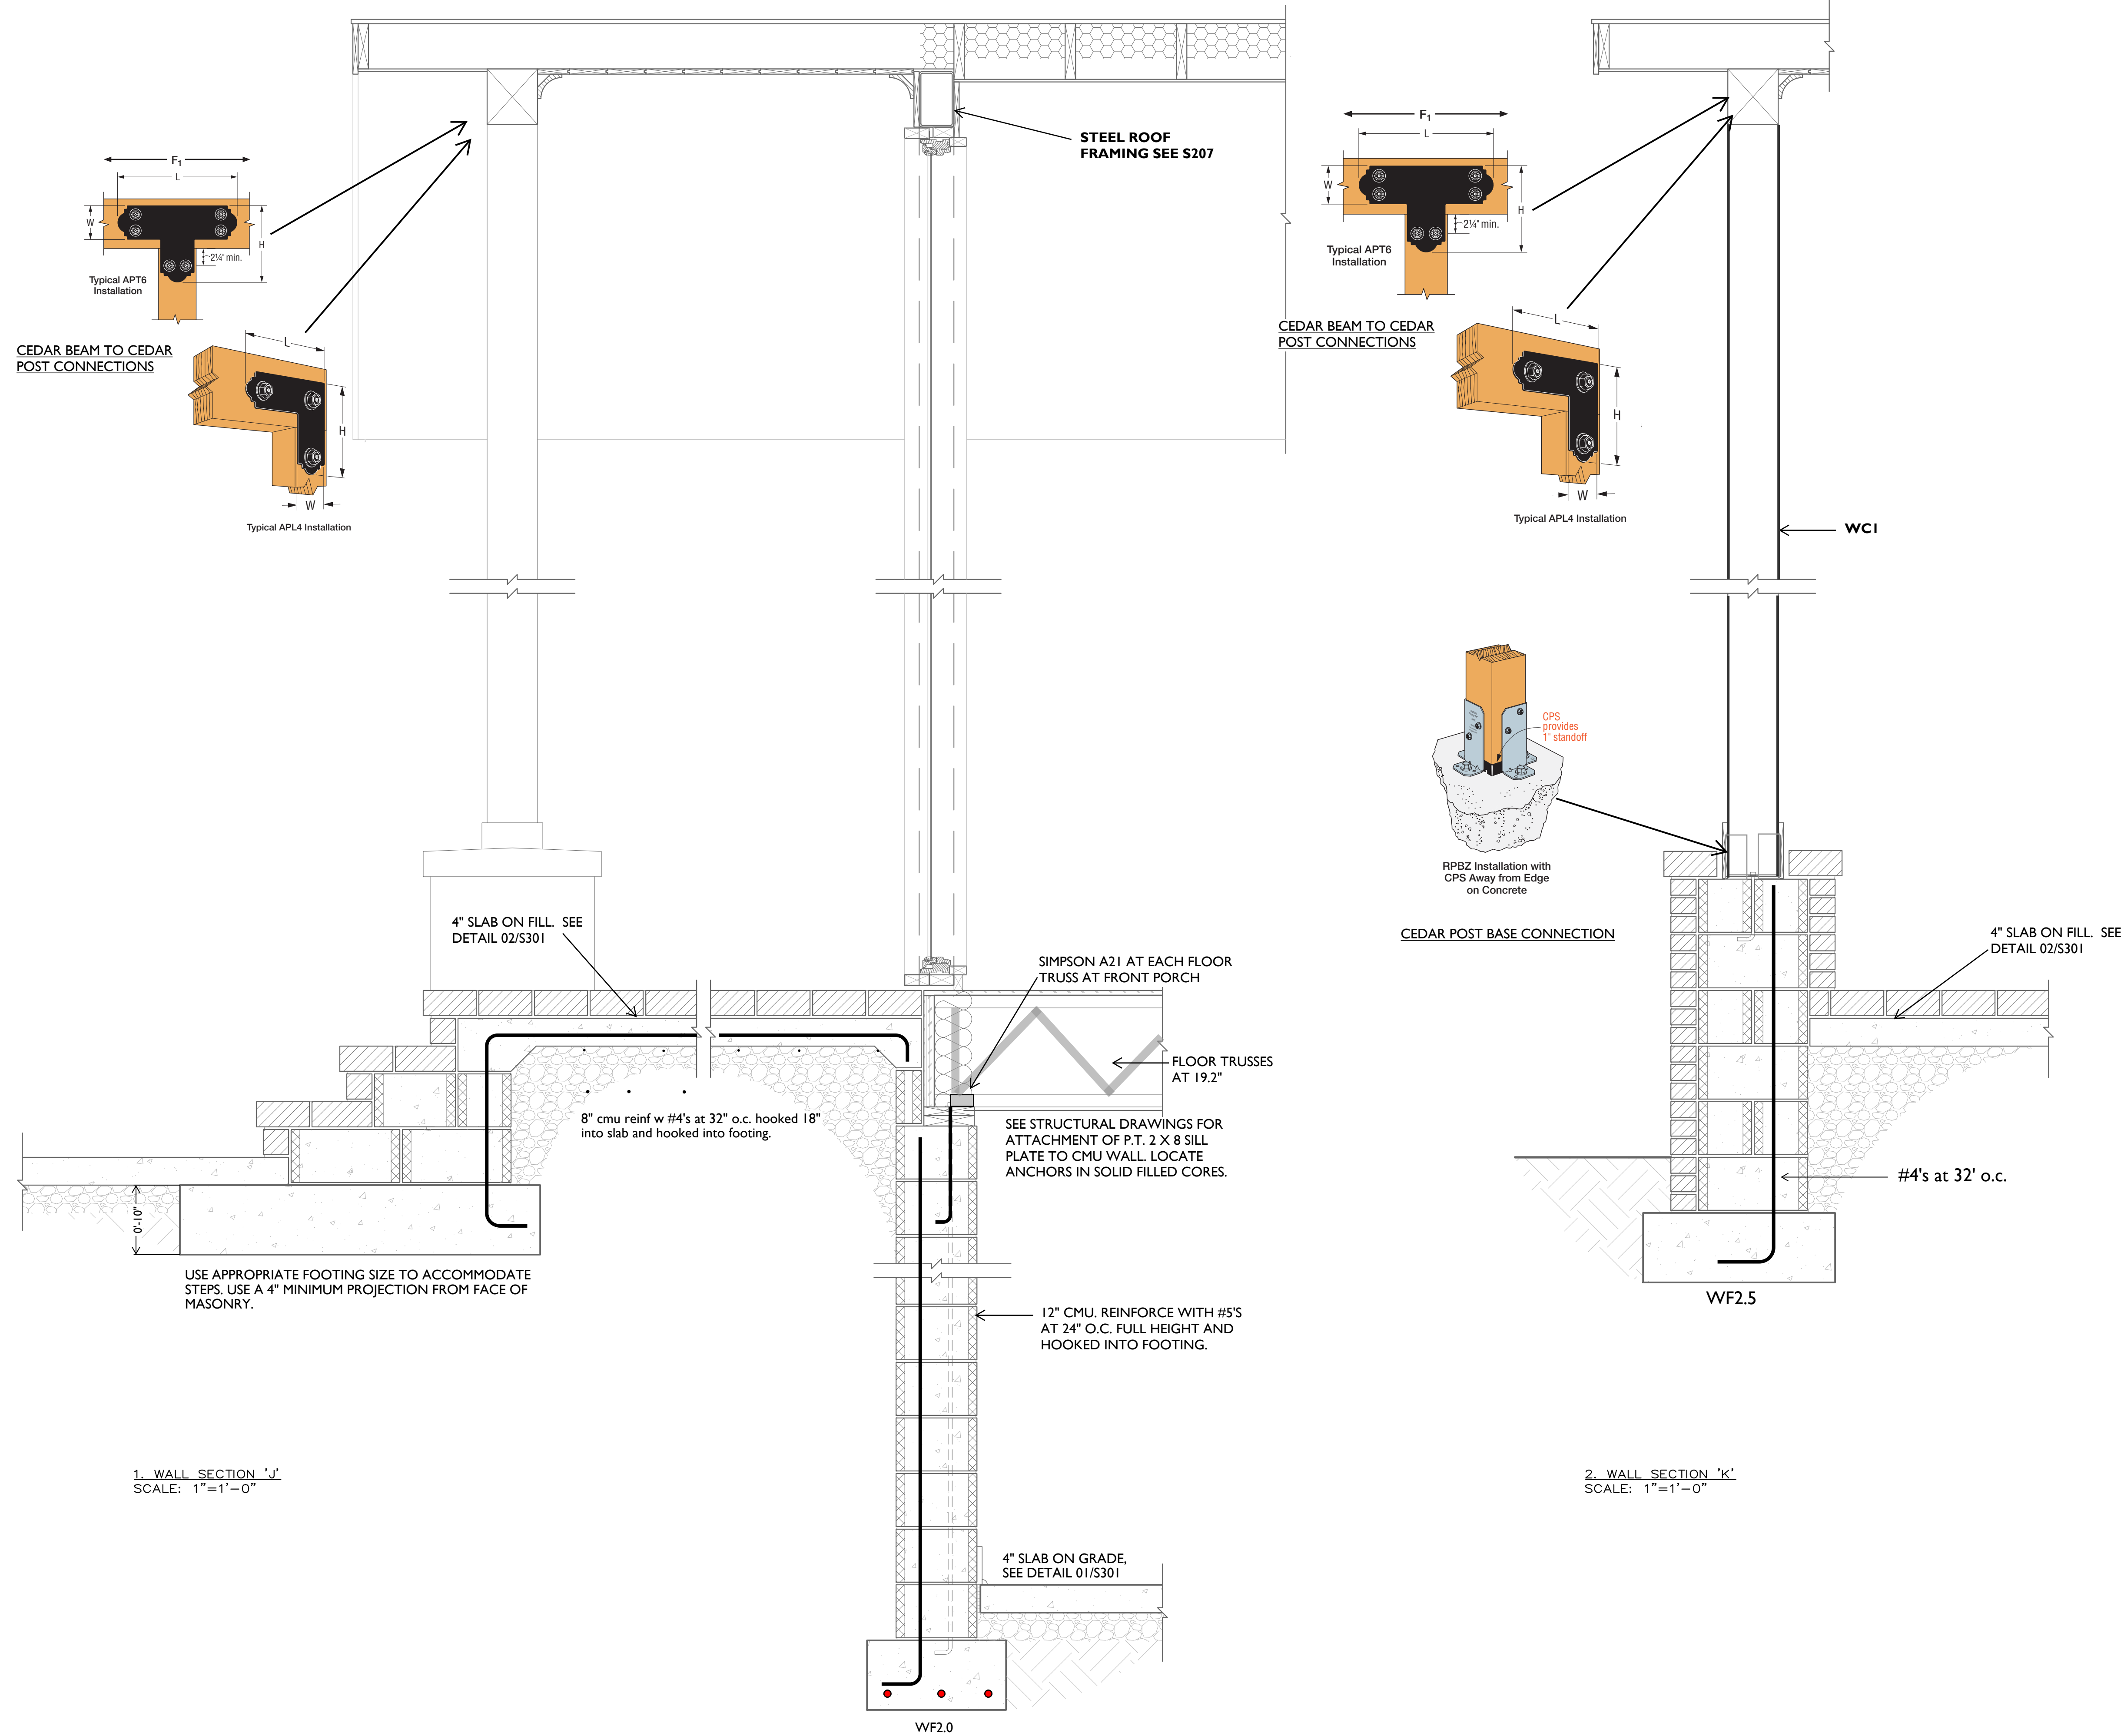 STEEL ROOF
FRAMING SEE S207
F1
L
W
H
2¼" min.
Typical APT6
Installation
CEDAR BEAM TO CEDAR
POST CONNECTIONS
L
H
W
Typical APL4 Installation
4" SLAB ON FILL. SEE
DETAIL 02/S301
SIMPSON A21 AT EACH FLOOR
TRUSS AT FRONT PORCH
FLOOR TRUSSES
AT 19.2"
8" cmu reinf w #4's at 32" o.c. hooked 18"
into slab and hooked into footing.
SEE STRUCTURAL DRAWINGS FOR
ATTACHMENT OF P.T. 2 X 8 SILL
PLATE TO CMU WALL. LOCATE
ANCHORS IN SOLID FILLED CORES.
0'-10"
USE APPROPRIATE FOOTING SIZE TO ACCOMMODATE
STEPS. USE A 4" MINIMUM PROJECTION FROM FACE OF
MASONRY.
12" CMU. REINFORCE WITH #5'S
AT 24" O.C. FULL HEIGHT AND
HOOKED INTO FOOTING.
4" SLAB ON GRADE,
SEE DETAIL 01/S301
WF2.0
1. WALL SECTION 'J'
SCALE: 1"=1'-0"
F1
L
W
H
2¼" min.
Typical APT6
Installation
CEDAR BEAM TO CEDAR
POST CONNECTIONS
L
H
W
Typical APL4 Installation
WC1
CPS
provides
1" standoff
RPBZ Installation with
CPS Away from Edge
on Concrete
CEDAR POST BASE CONNECTION
4" SLAB ON FILL. SEE
DETAIL 02/S301
#4's at 32' o.c.
WF2.5
2. WALL SECTION 'K'
SCALE: 1"=1'-0"